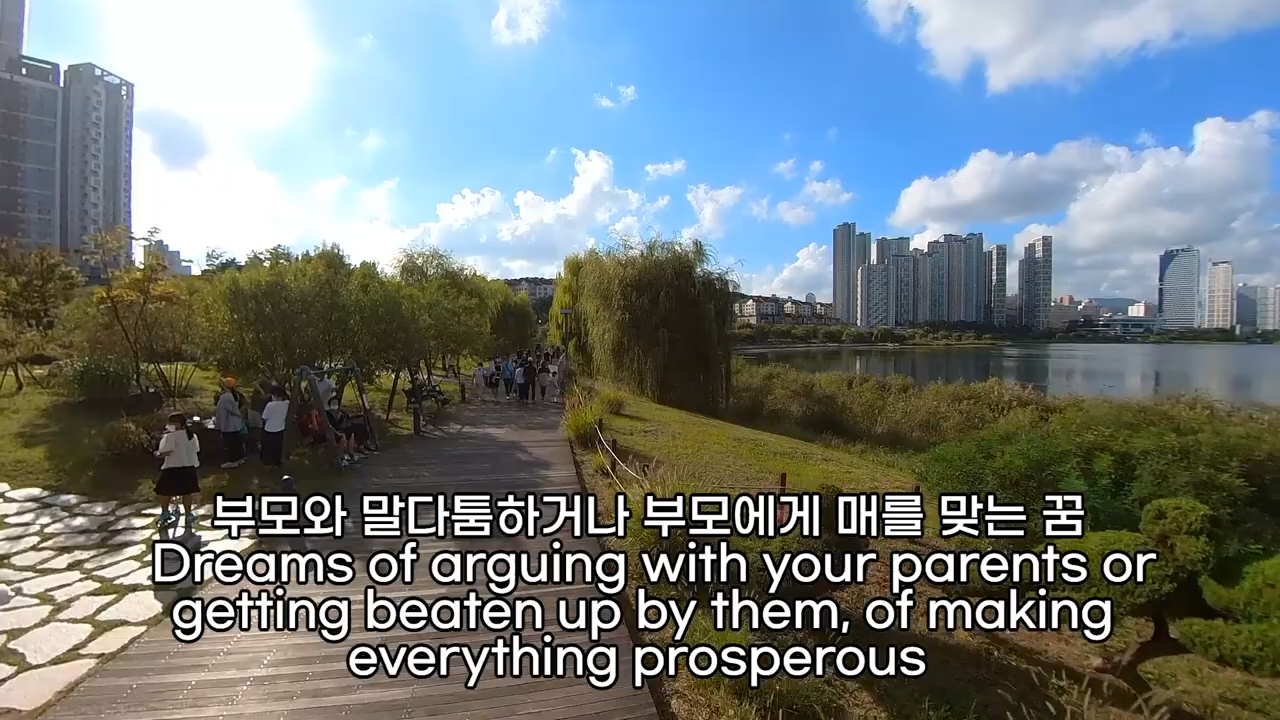 부모와 말다툼하거나 부모에게 매를 맞는 꿈
Dreams of arguing with your parents or
getting beaten up by them, of making
everything prosperous